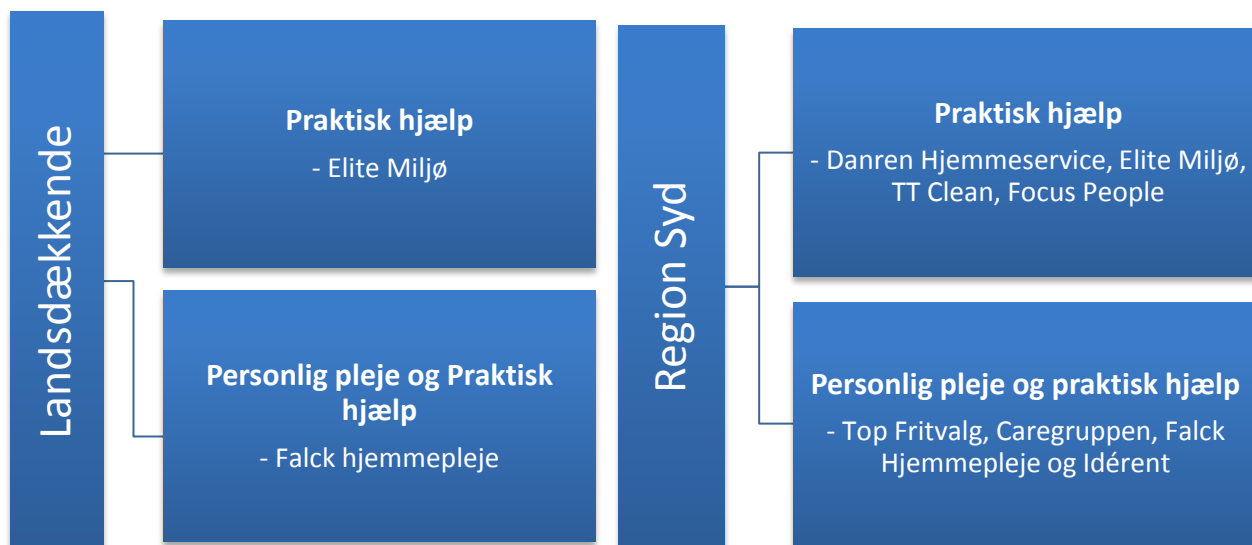 Landsdækkende
Praktisk hjælp
- Elite Miljø
Personlig pleje og Praktisk
hjælp
- Falck hjemmepleje
Region Syd
Praktisk hjælp
- Danren Hjemmeservice, Elite Miljø,
TT Clean, Focus People
Personlig pleje og praktisk hjælp
- Top Fritvalg, Caregruppen, Falck
Hjemmepleje og Idérent